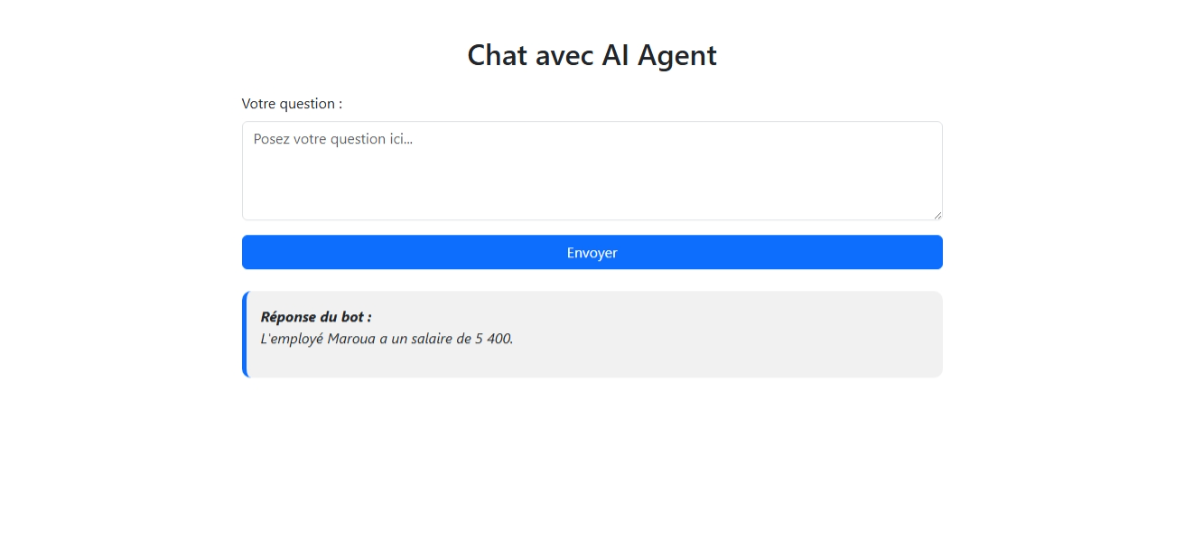 Chat avec AI Agent
Votre question :
Posez votre question ici...
Envoyer
Réponse du bot :
L'employé Maroua a un salaire de 5 400.